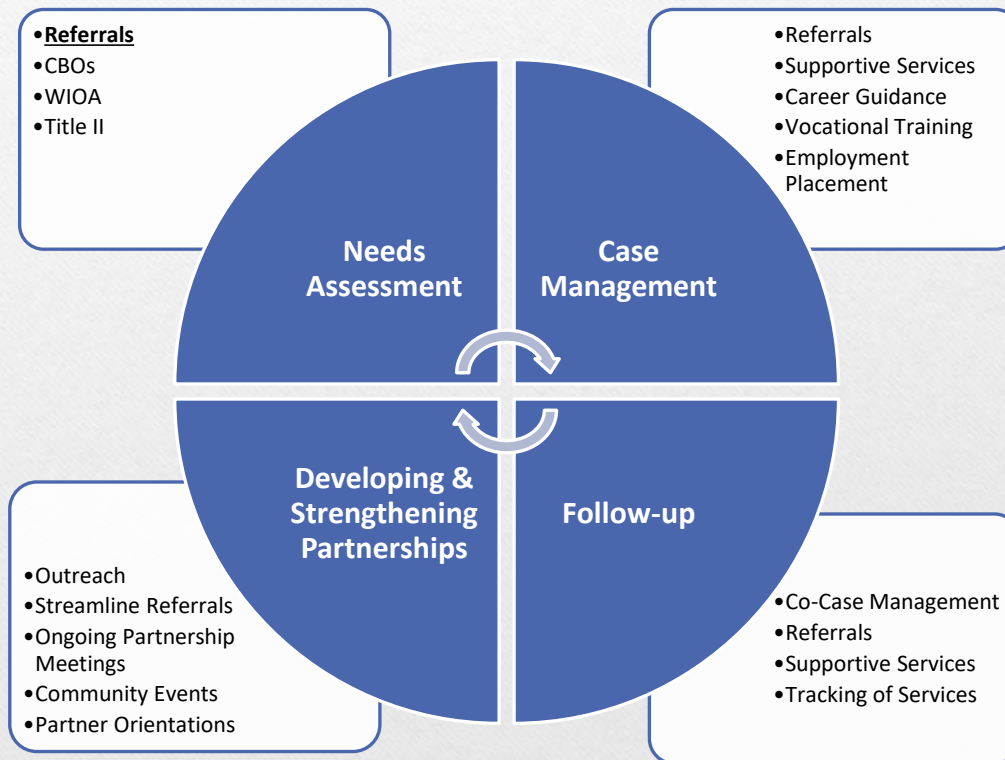 •Referrals
•CBOs
•WIOA
•Title II
•Referrals
•Supportive Services
•Career Guidance
•Vocational Training
•Employment
Placement
Needs
Assessment
Case
Management
Developing &
Strengthening
Partnerships
Follow-up
•Outreach
•Streamline Referrals
•Ongoing Partnership
Meetings
•Community Events
•Partner Orientations
•Co-Case Management
•Referrals
•Supportive Services
•Tracking of Services